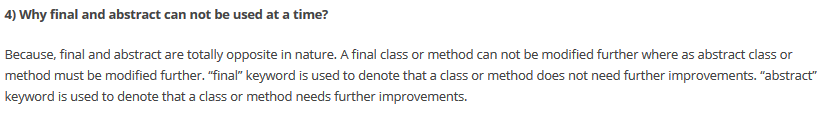 4) Why final and abstract can not be used at a time?
Because, final and abstract are totally opposite in nature. A final class or method can not be modified further where as abstract class or
method must be modified further. “final” keyword is used to denote that a class or method does not need further improvements. “abstract”
keyword is used to denote that a class or method needs further improvements.